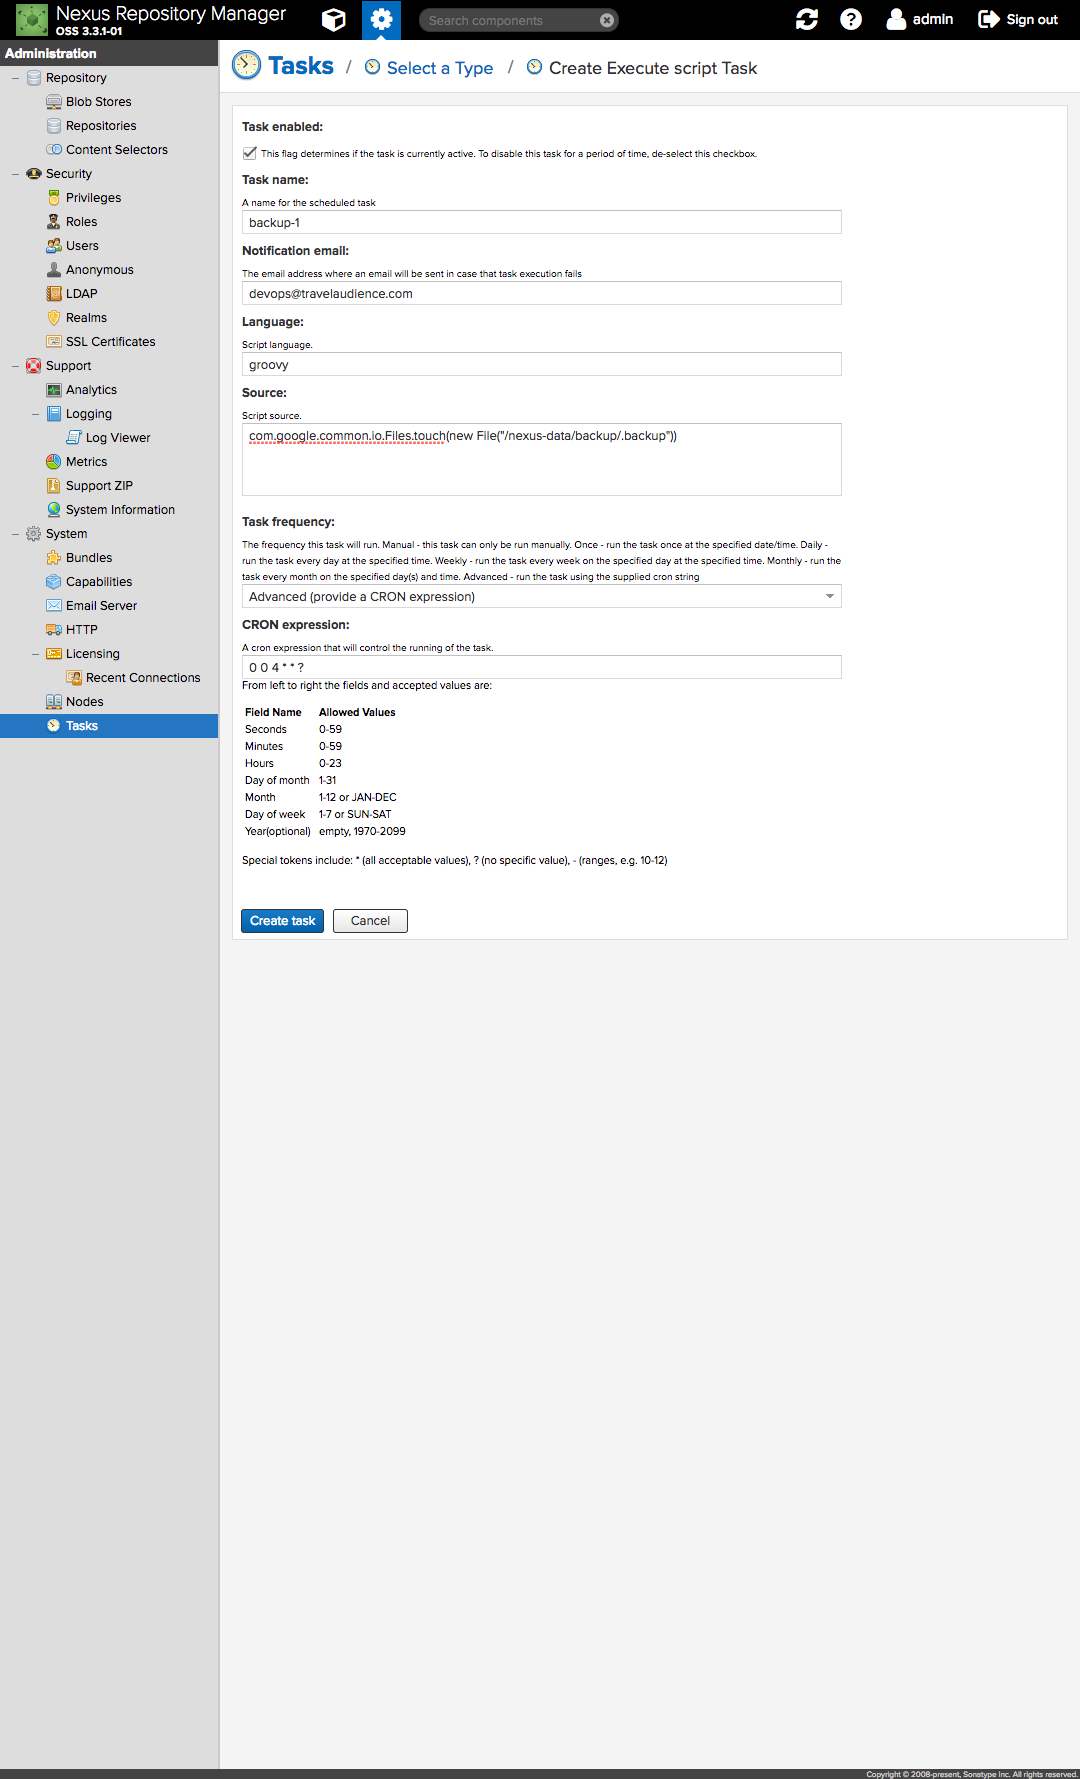 Nexus Repository Manager
OSS 3.3.1-01
Search components
admin
Sign out
Administration
Repository
Blob Stores
Repositories
Content Selectors
Security
Privileges
Roles
Users
Anonymous
LDAP
Realms
SSL Certificates
Support
Analytics
Logging
Log Viewer
Metrics
Support ZIP
System Information
System
Bundles
Capabilities
Email Server
HTTP
Licensing
Recent Connections
Nodes
Tasks
Tasks / Select a Type / Create Execute script Task
Task enabled:
This flag determines if the task is currently active. To disable this task for a period of time, de-select this checkbox.
Task name:
A name for the scheduled task
backup-1
Notification email:
The email address where an email will be sent in case that task execution fails
devops@travelaudience.com
Language:
Script language.
groovy
Source:
Script source.
com.google.common.io.Files.touch(new File("/nexus-data/backup/.backup"))
Task frequency:
The frequency this task will run. Manual - this task can only be run manually. Once - run the task once at the specified date/time. Daily -
run the task every day at the specified time. Weekly - run the task every week on the specified day at the specified time. Monthly - run the
task every month on the specified day(s) and time. Advanced - run the task using the supplied cron string
Advanced (provide a CRON expression)
CRON expression:
A cron expression that will control the running of the task.
0 0 4 * * ?
From left to right the fields and accepted values are:
Field Name Allowed Values
Seconds 0-59
Minutes 0-59
Hours 0-23
Day of month 1-31
Month 1-12 or JAN-DEC
Day of week 1-7 or SUN-SAT
Year(optional) empty, 1970-2099
Special tokens include: * (all acceptable values), ? (no specific value), - (ranges, e.g. 10-12)
Create task
Cancel
Copyright © 2008-present, Sonatype Inc. All rights reserved.